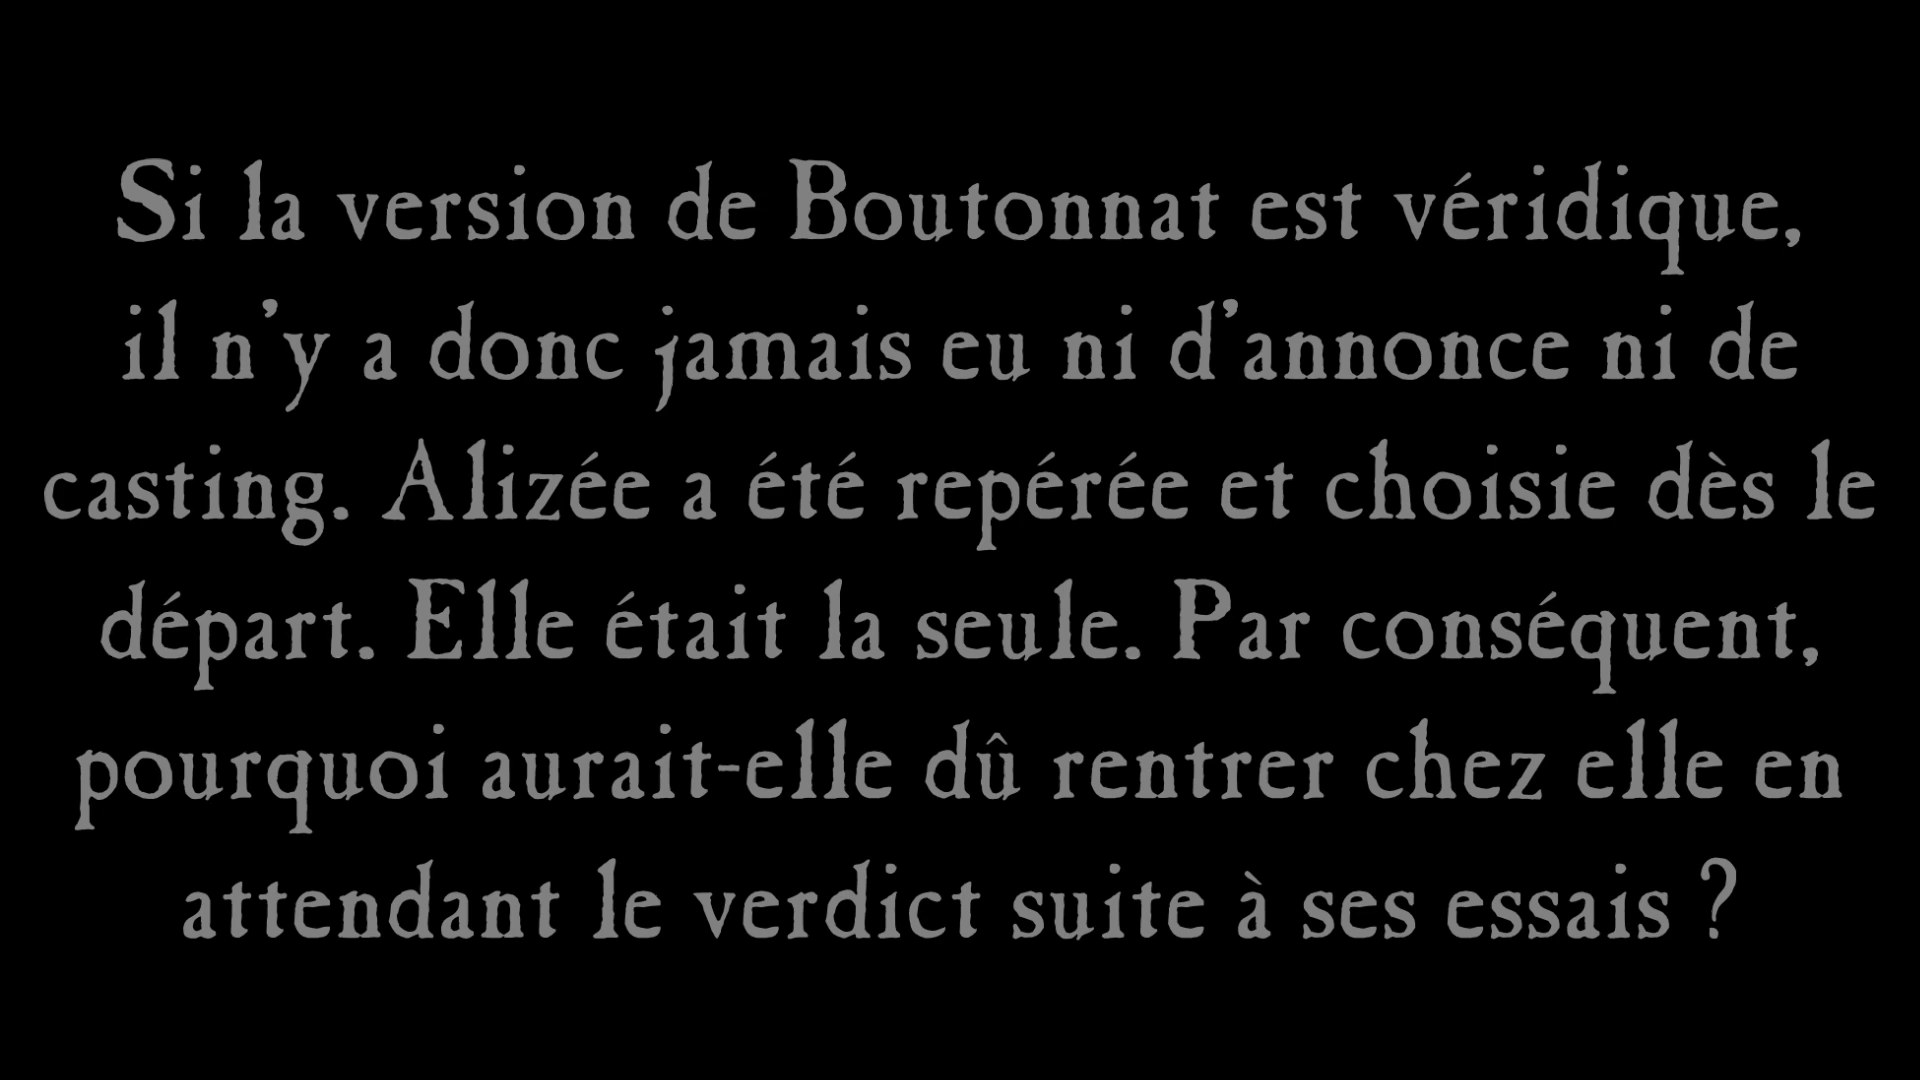 Si la version de Boutonnat est véridique,
il n’y a donc jamais eu ni d’annonce ni de
casting. Alizée a été repérée et choisie dès le
départ. Elle était la seule. Par conséquent,
pourquoi aurait-elle dû rentrer chez elle en
attendant le verdict suite à ses essais ?